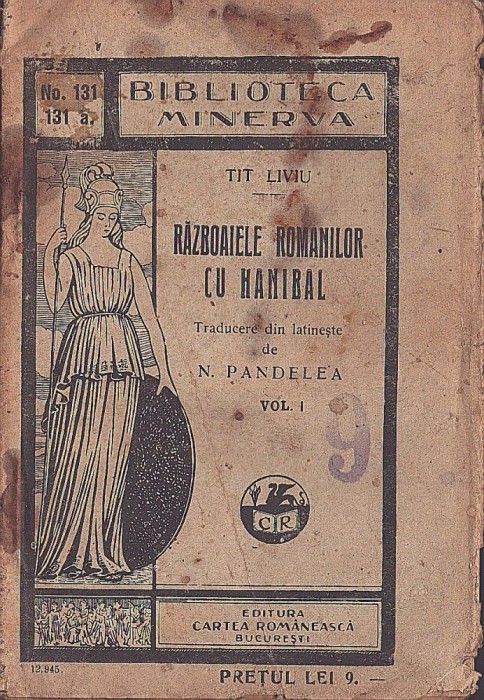 No. 131
131 a.
BIBLIOTECA
MINERVA
TIT LIVIU
RĂZBOAIELE ROMANILOR
CU HANIBAL
Traducere din latinește
de
N. PANDELEA
VOL. I
9
C R
EDITURA
CARTEA ROMÂNEASCĂ
BUCUREȘTI
12.945.
PREȚUL LEI 9. —